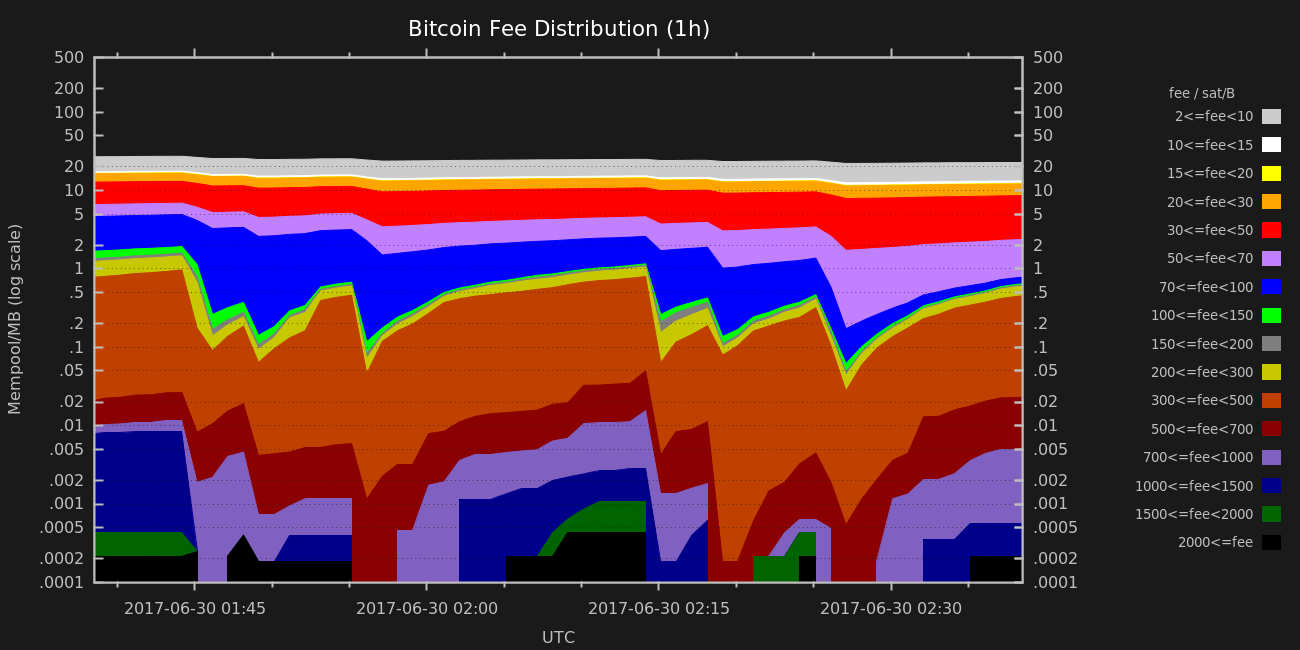 Bitcoin Fee Distribution (1h)
500
200
100
50
20
10
5
2
1
.5
.2
.1
.05
.02
.01
.005
.002
.001
.0005
.0002
.0001
Mempool/MB (log scale)
500
200
100
50
20
10
5
2
1
.5
.2
.1
.05
.02
.01
.005
.002
.001
.0005
.0002
.0001
2017-06-30 01:45
2017-06-30 02:00
2017-06-30 02:15
2017-06-30 02:30
UTC
fee / sat/B
2<=fee<10
10<=fee<15
15<=fee<20
20<=fee<30
30<=fee<50
50<=fee<70
70<=fee<100
100<=fee<150
150<=fee<200
200<=fee<300
300<=fee<500
500<=fee<700
700<=fee<1000
1000<=fee<1500
1500<=fee<2000
2000<=fee